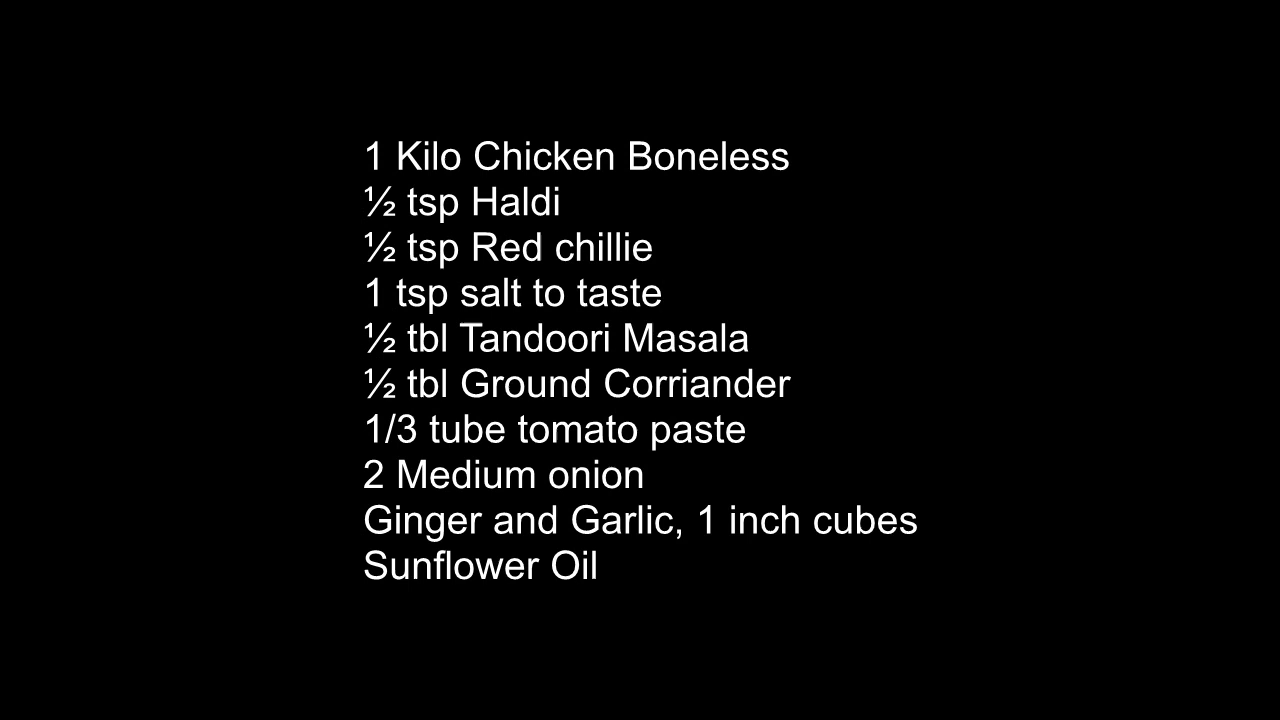 1 Kilo Chicken Boneless
½ tsp Haldi
½ tsp Red chillie
1 tsp salt to taste
½ tbl Tandoori Masala
½ tbl Ground Corriander
1/3 tube tomato paste
2 Medium onion
Ginger and Garlic, 1 inch cubes
Sunflower Oil